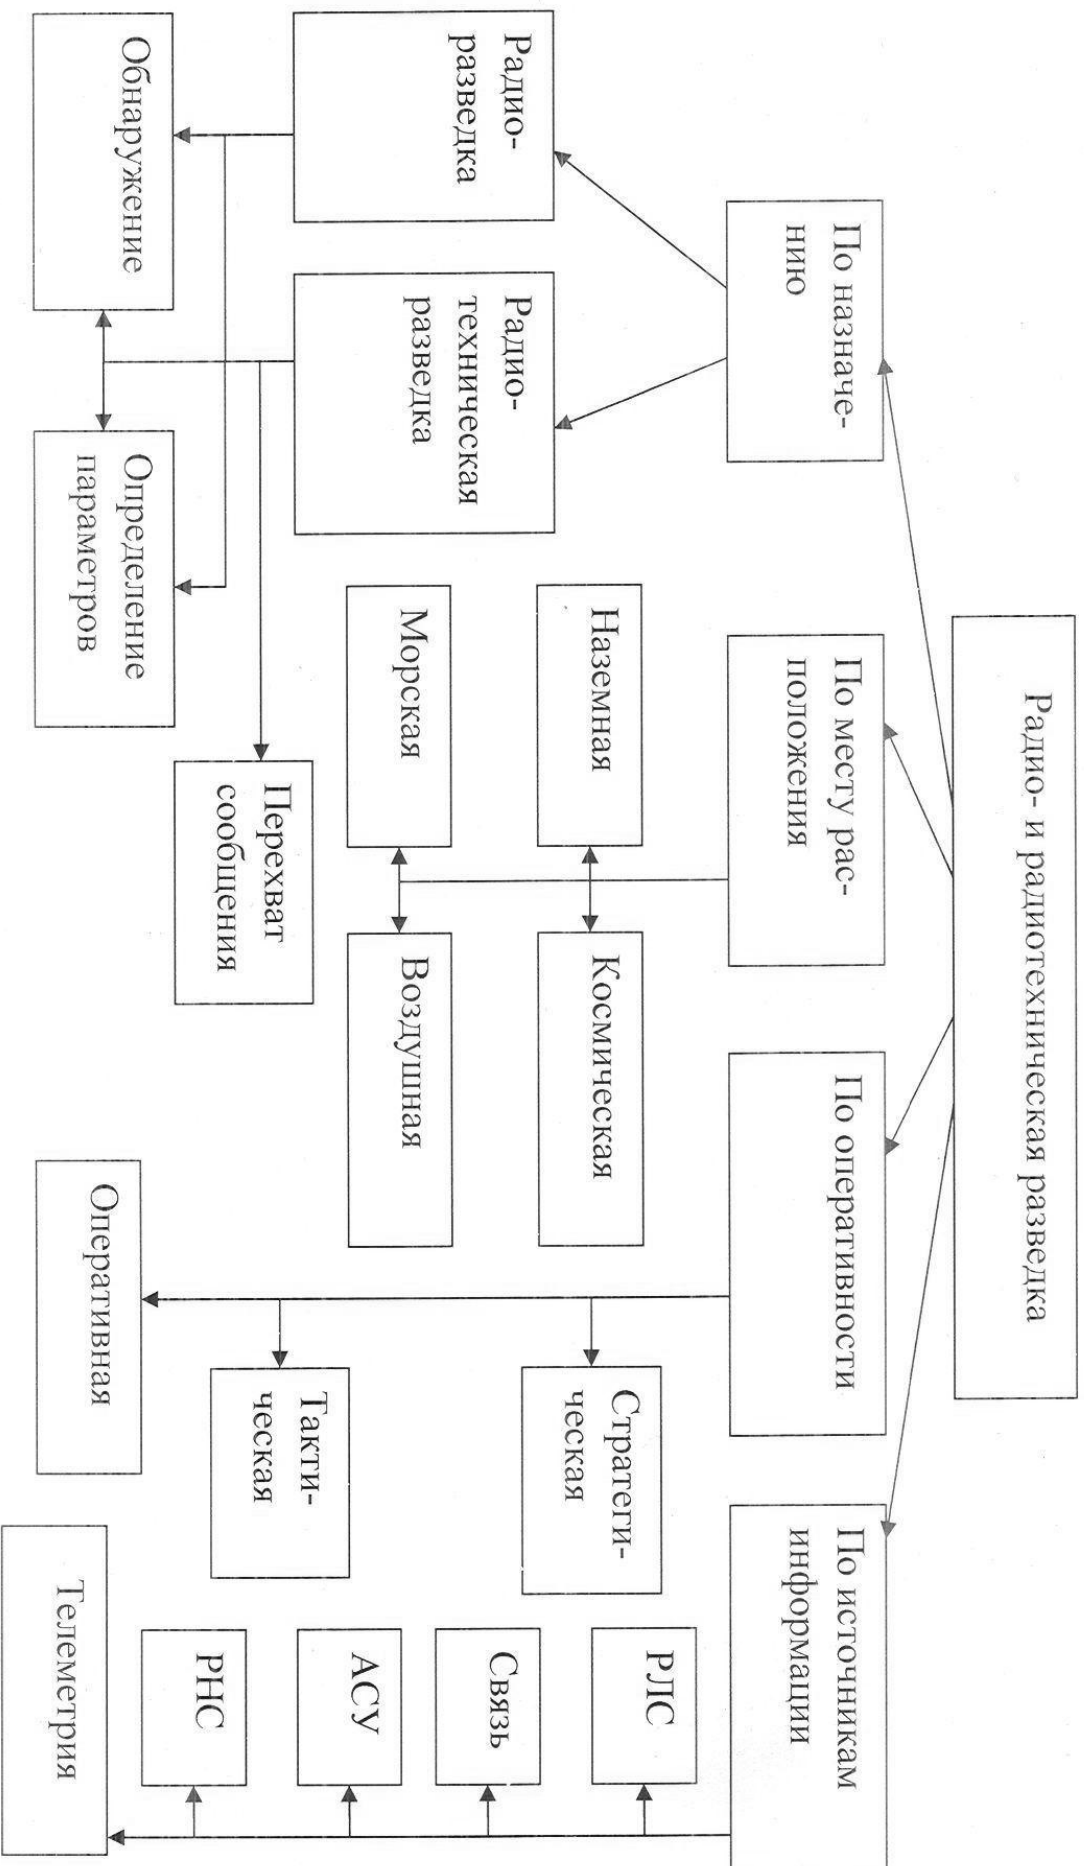 Радио- и радиотехническая разведка
По назначе-
нию
По месту рас-
положения
По оперативности
По источникам
информации
Радио-
разведка
Радио-
техническая
разведка
Наземная
Космическая
Морская
Воздушная
Стратеги-
ческая
Такти-
ческая
Оперативная
РЛС
Связь
АСУ
РНС
Телеметрия
Обнаружение
Определение
параметров
Перехват
сообщения